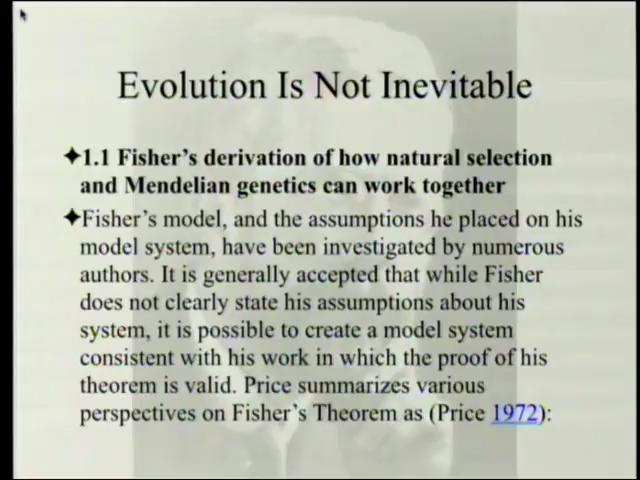 Evolution Is Not Inevitable
✦1.1 Fisher's derivation of how natural selection
and Mendelian genetics can work together
✦Fisher's model, and the assumptions he placed on his
model system, have been investigated by numerous
authors. It is generally accepted that while Fisher
does not clearly state his assumptions about his
system, it is possible to create a model system
consistent with his work in which the proof of his
theorem is valid. Price summarizes various
perspectives on Fisher's Theorem as (Price 1972):